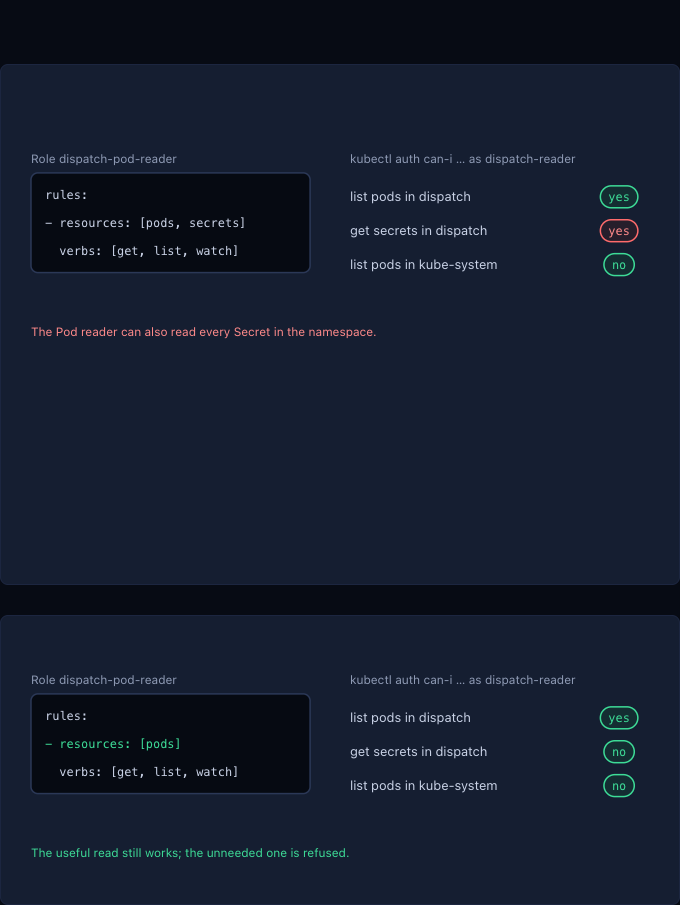 Role dispatch-pod-reader
rules:
– resources: [pods, secrets]
verbs: [get, list, watch]
kubectl auth can-i ... as dispatch-reader
list pods in dispatch yes
get secrets in dispatch yes
list pods in kube-system no
The Pod reader can also read every Secret in the namespace.
Role dispatch-pod-reader
rules:
– resources: [pods]
verbs: [get, list, watch]
kubectl auth can-i ... as dispatch-reader
list pods in dispatch yes
get secrets in dispatch no
list pods in kube-system no
The useful read still works; the unneeded one is refused.